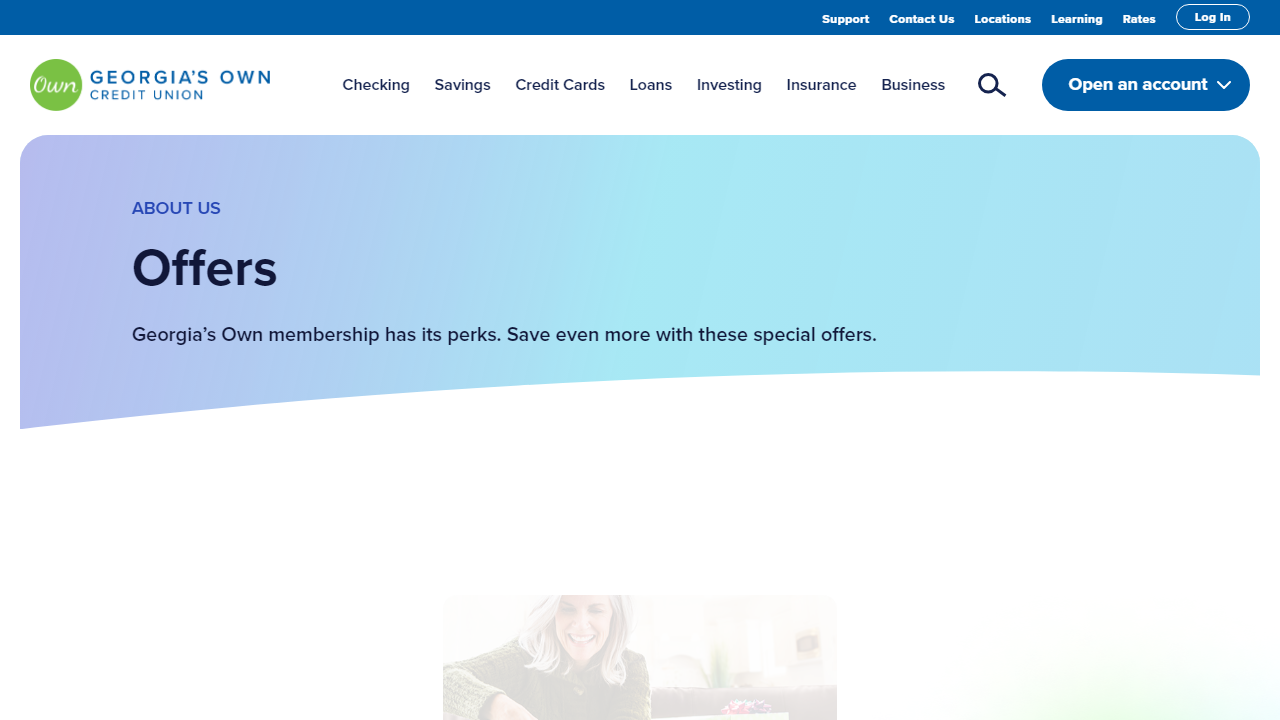 Support Contact Us Locations Learning Rates Log In
Own GEORGIA'S OWN
CREDIT UNION
Checking Savings Credit Cards Loans Investing Insurance Business Open an account
ABOUT US
Offers
Georgia’s Own membership has its perks. Save even more with these special offers.